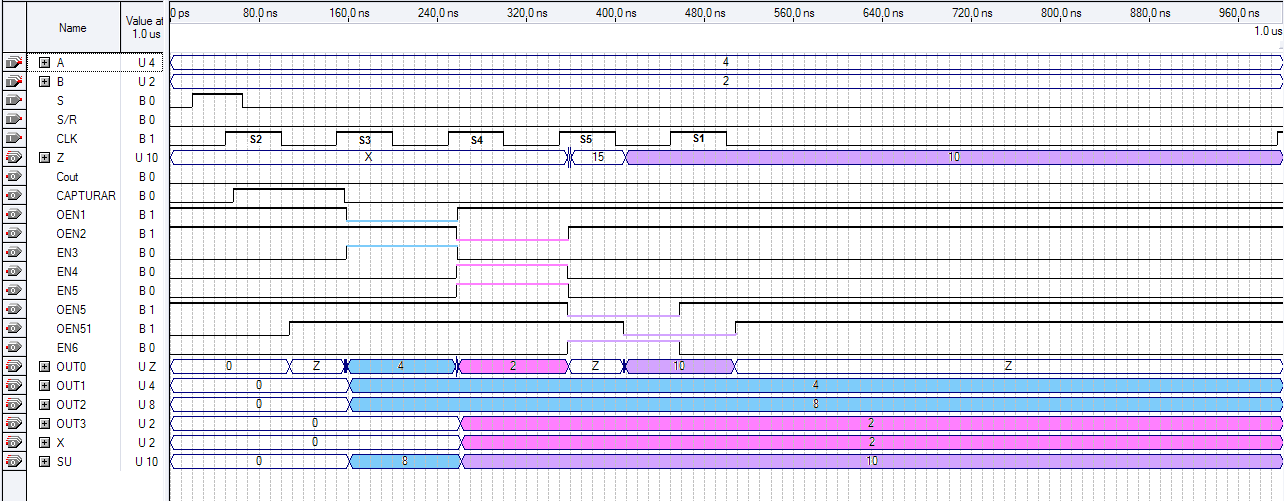 Name Value at 1.0 us 0 ps 80.0 ns 160.0 ns 240.0 ns 320.0 ns 400.0 ns 480.0 ns 560.0 ns 640.0 ns 720.0 ns 800.0 ns 880.0 ns 960.0 ns 1.0 us
A U 4 4
B U 2 2
S B 0
S/R B 0
CLK B 1 S2 S3 S4 S5 S1
Z U 10 X 15 10
Cout B 0
CAPTURAR B 0
OEN1 B 1
OEN2 B 1
EN3 B 0
EN4 B 0
EN5 B 0
OEN5 B 1
OEN51 B 1
EN6 B 0
OUT0 U Z 0 Z 4 2 Z 10 Z
OUT1 U 4 0 4
OUT2 U 8 0 8
OUT3 U 2 0 2
X U 2 0 2
SU U 10 0 8 10